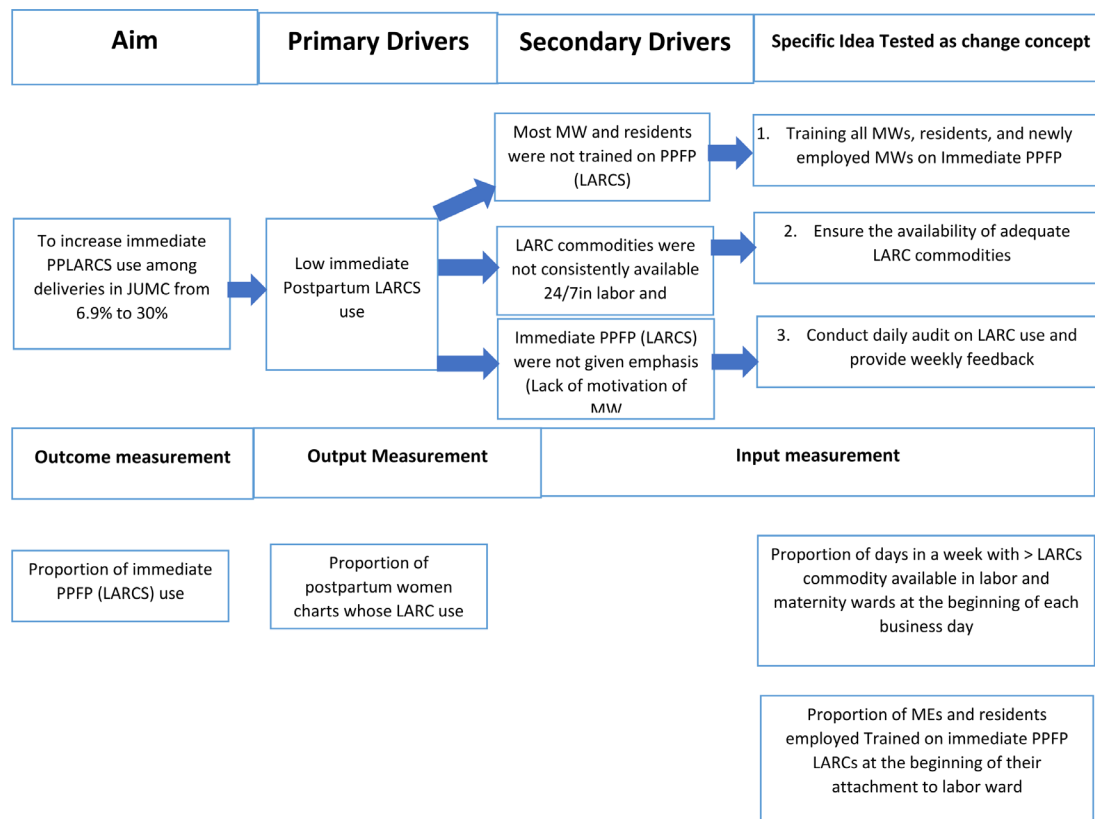 Aim
Primary Drivers
Secondary Drivers
Specific Idea Tested as change concept
To increase immediate
PPLARCS use among
deliveries in JUMC from
6.9% to 30%
Low immediate
Postpartum LARCS
use
Most MW and residents
were not trained on PPFP
(LARCS)
1. Training all MWs, residents, and newly
employed MWs on Immediate PPFP
LARC commodities were
not consistently available
24/7in labor and
2. Ensure the availability of adequate
LARC commodities
Immediate PPFP (LARCS)
were not given emphasis
(Lack of motivation of
MW
3. Conduct daily audit on LARC use and
provide weekly feedback
Outcome measurement
Output Measurement
Input measurement
Proportion of immediate
PPFP (LARCS) use
Proportion of
postpartum women
charts whose LARC use
Proportion of days in a week with > LARCs
commodity available in labor and
maternity wards at the beginning of each
business day
Proportion of MEs and residents
employed Trained on immediate PPFP
LARCs at the beginning of their
attachment to labor ward